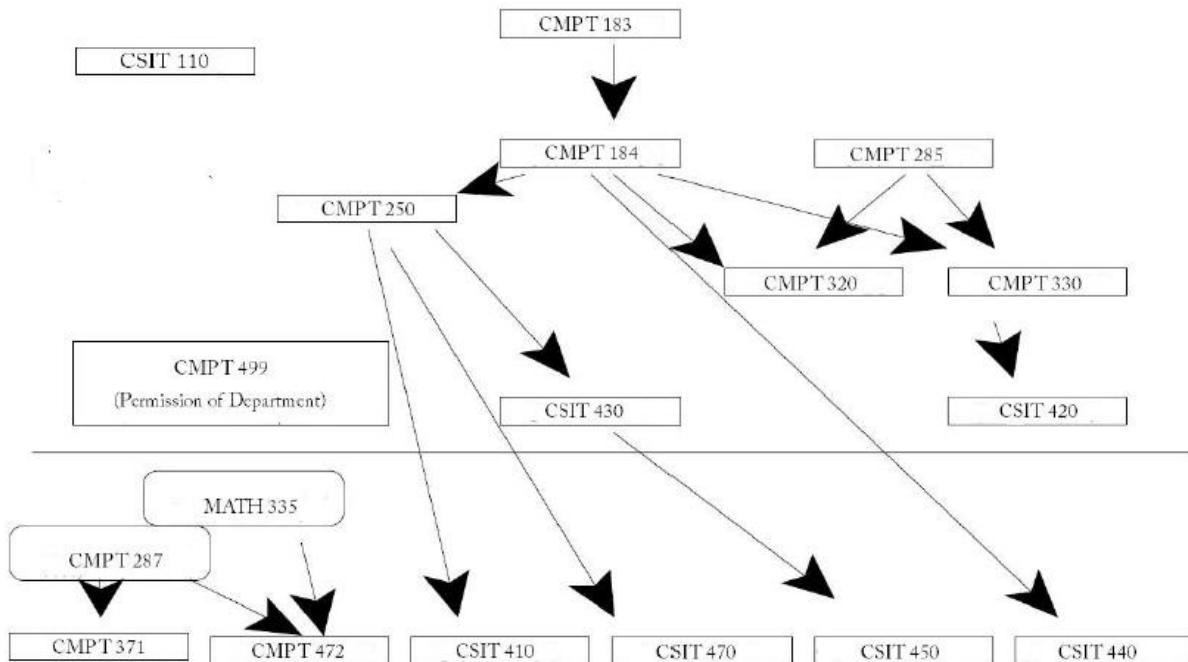 CMPT 183
CSIT 110
CMPT 184
CMPT 285
CMPT 250
CMPT 320
CMPT 330
CMPT 499
(Permission of Department)
CSIT 430
CSIT 420
MATH 335
CMPT 287
CMPT 371
CMPT 472
CSIT 410
CSIT 470
CSIT 450
CSIT 440